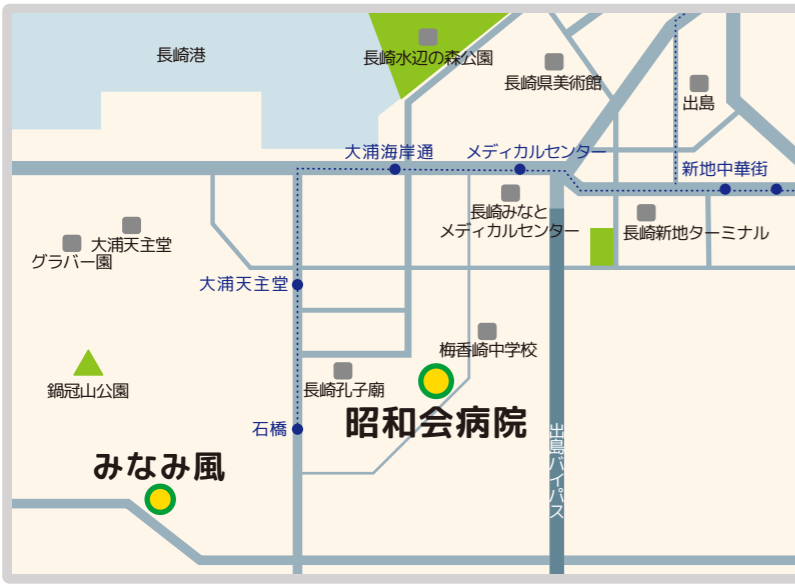 長崎港
長崎水辺の森公園
長崎県美術館
出島
大浦海岸通
メディカルセンター
新地中華街
長崎みなと
メディカルセンター
長崎新地ターミナル
大浦天主堂
グラバー園
大浦天主堂
梅香崎中学校
鍋冠山公園
長崎孔子廟
昭和会病院
石橋
出島バイパス
みなみ風